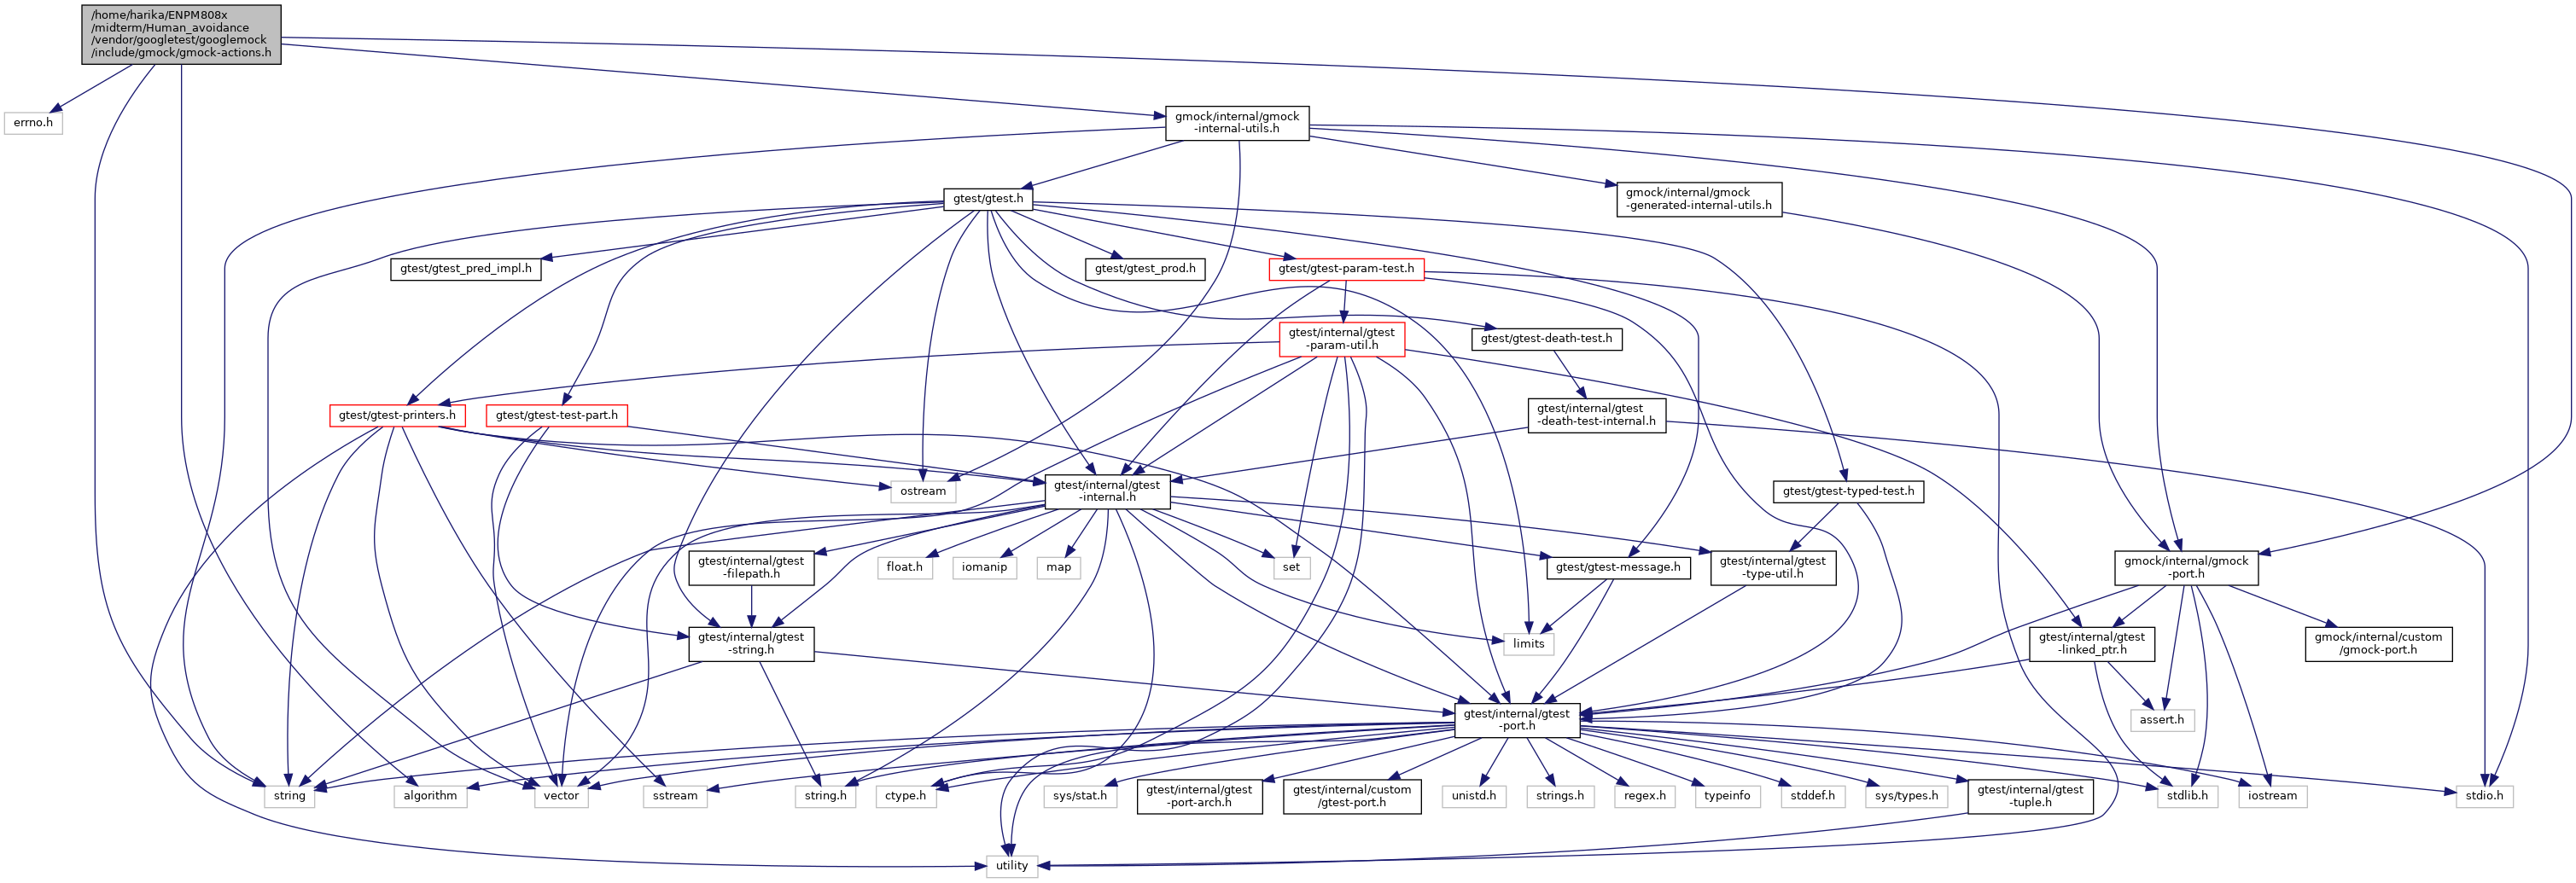 /home/harika/ENPM808x
/midterm/Human_avoidance
/vendor/googletest/googlemock
/include/gmock/gmock-actions.h
errno.h
gmock/internal/gmock
-internal-utils.h
gtest/gtest.h
gmock/internal/gmock
-generated-internal-utils.h
gtest/gtest_pred_impl.h
gtest/gtest_prod.h
gtest/gtest-param-test.h
gtest/internal/gtest
-param-util.h
gtest/gtest-death-test.h
gtest/gtest-printers.h
gtest/gtest-test-part.h
gtest/internal/gtest
-death-test-internal.h
ostream
gtest/internal/gtest
-internal.h
gtest/gtest-typed-test.h
gtest/internal/gtest
-filepath.h
float.h
iomanip
map
set
gtest/gtest-message.h
gtest/internal/gtest
-type-util.h
gmock/internal/gmock
-port.h
gtest/internal/gtest
-string.h
limits
gtest/internal/gtest
-linked_ptr.h
gmock/internal/custom
/gmock-port.h
gtest/internal/gtest
-port.h
assert.h
string
algorithm
vector
sstream
string.h
ctype.h
sys/stat.h
gtest/internal/gtest
-port-arch.h
gtest/internal/custom
/gtest-port.h
unistd.h
strings.h
regex.h
typeinfo
stddef.h
sys/types.h
gtest/internal/gtest
-tuple.h
stdlib.h
iostream
stdio.h
utility